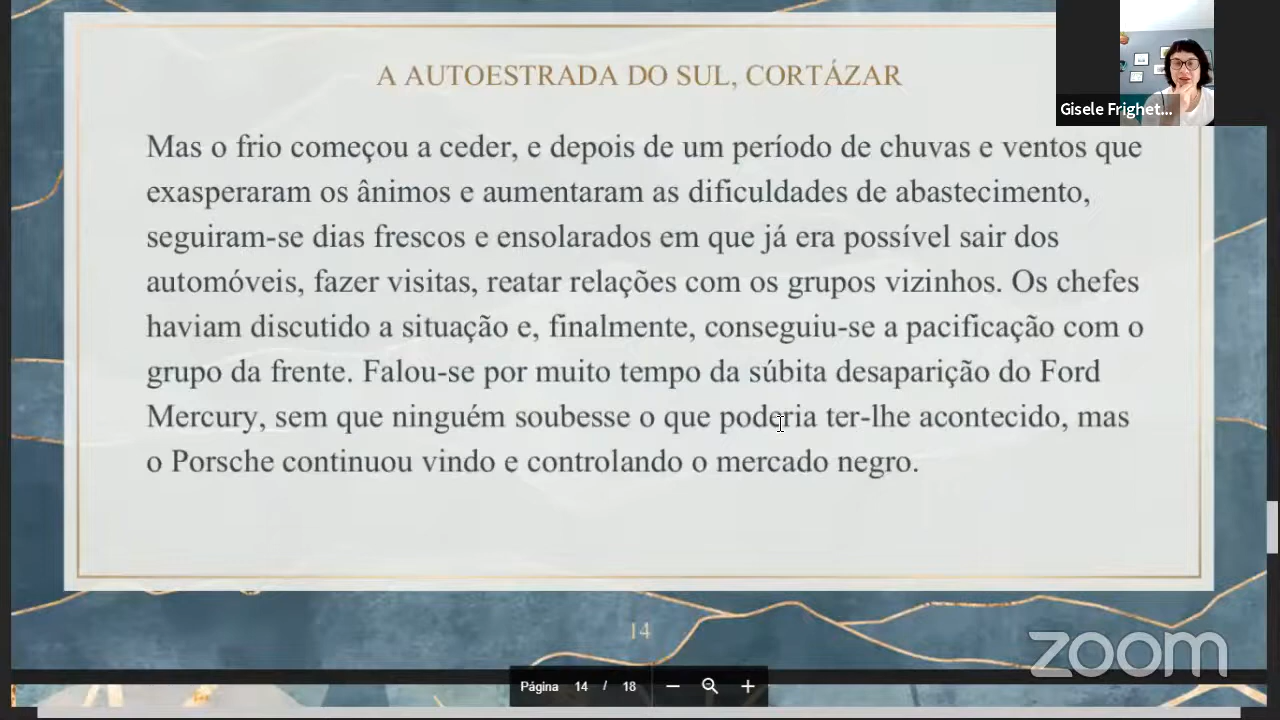 A AUTOESTRADA DO SUL, CORTÁZAR
Gisele Frighet...
Mas o frio começou a ceder, e depois de um período de chuvas e ventos que
exasperaram os ânimos e aumentaram as dificuldades de abastecimento,
seguiram-se dias frescos e ensolarados em que já era possível sair dos
automóveis, fazer visitas, reatar relações com os grupos vizinhos. Os chefes
haviam discutido a situação e, finalmente, conseguiu-se a pacificação com o
grupo da frente. Falou-se por muito tempo da súbita desaparição do Ford
Mercury, sem que ninguém soubesse o que poderia ter-lhe acontecido, mas
o Porsche continuou vindo e controlando o mercado negro.
14
zoom
Página 14 / 18